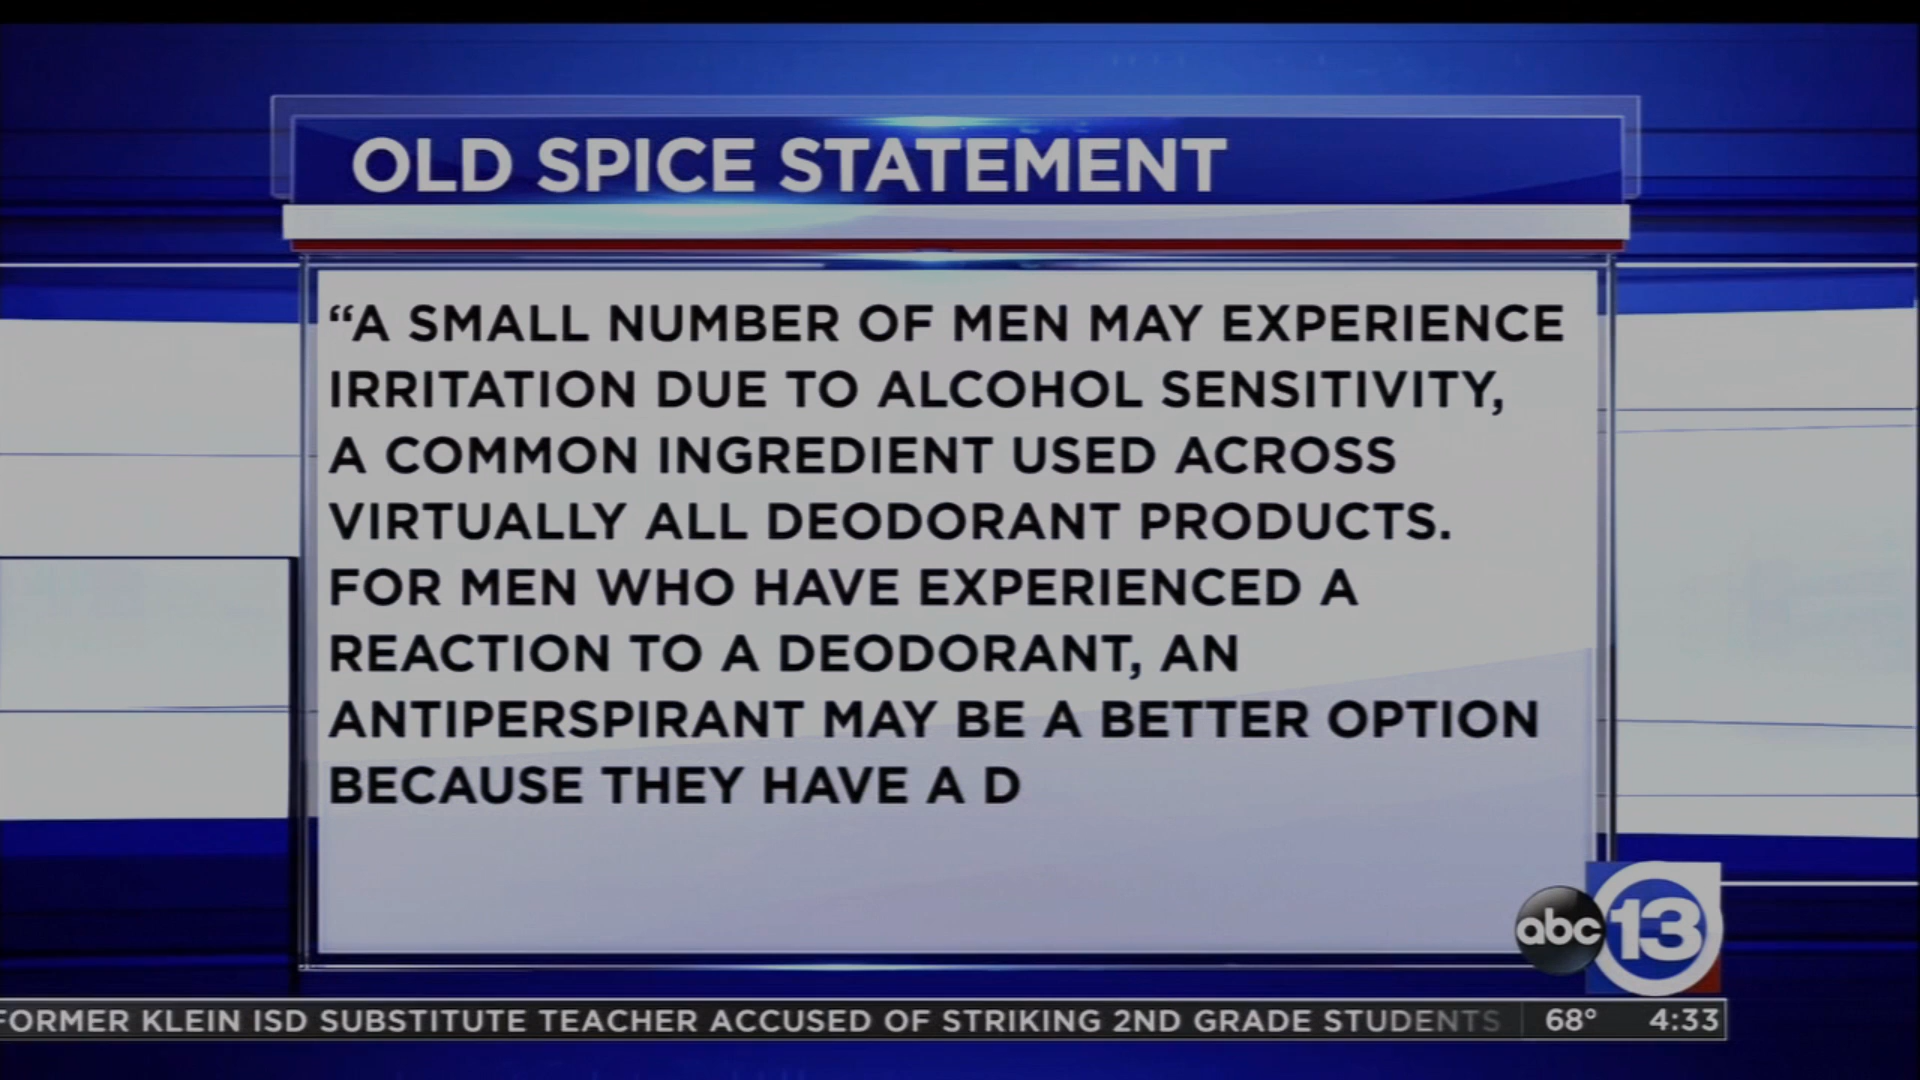 OLD SPICE STATEMENT
“A SMALL NUMBER OF MEN MAY EXPERIENCE
IRRITATION DUE TO ALCOHOL SENSITIVITY,
A COMMON INGREDIENT USED ACROSS
VIRTUALLY ALL DEODORANT PRODUCTS.
FOR MEN WHO HAVE EXPERIENCED A
REACTION TO A DEODORANT, AN
ANTIPERSPIRANT MAY BE A BETTER OPTION
BECAUSE THEY HAVE A D
abc 13
FORMER KLEIN ISD SUBSTITUTE TEACHER ACCUSED OF STRIKING 2ND GRADE STUDENTS 68° 4:33